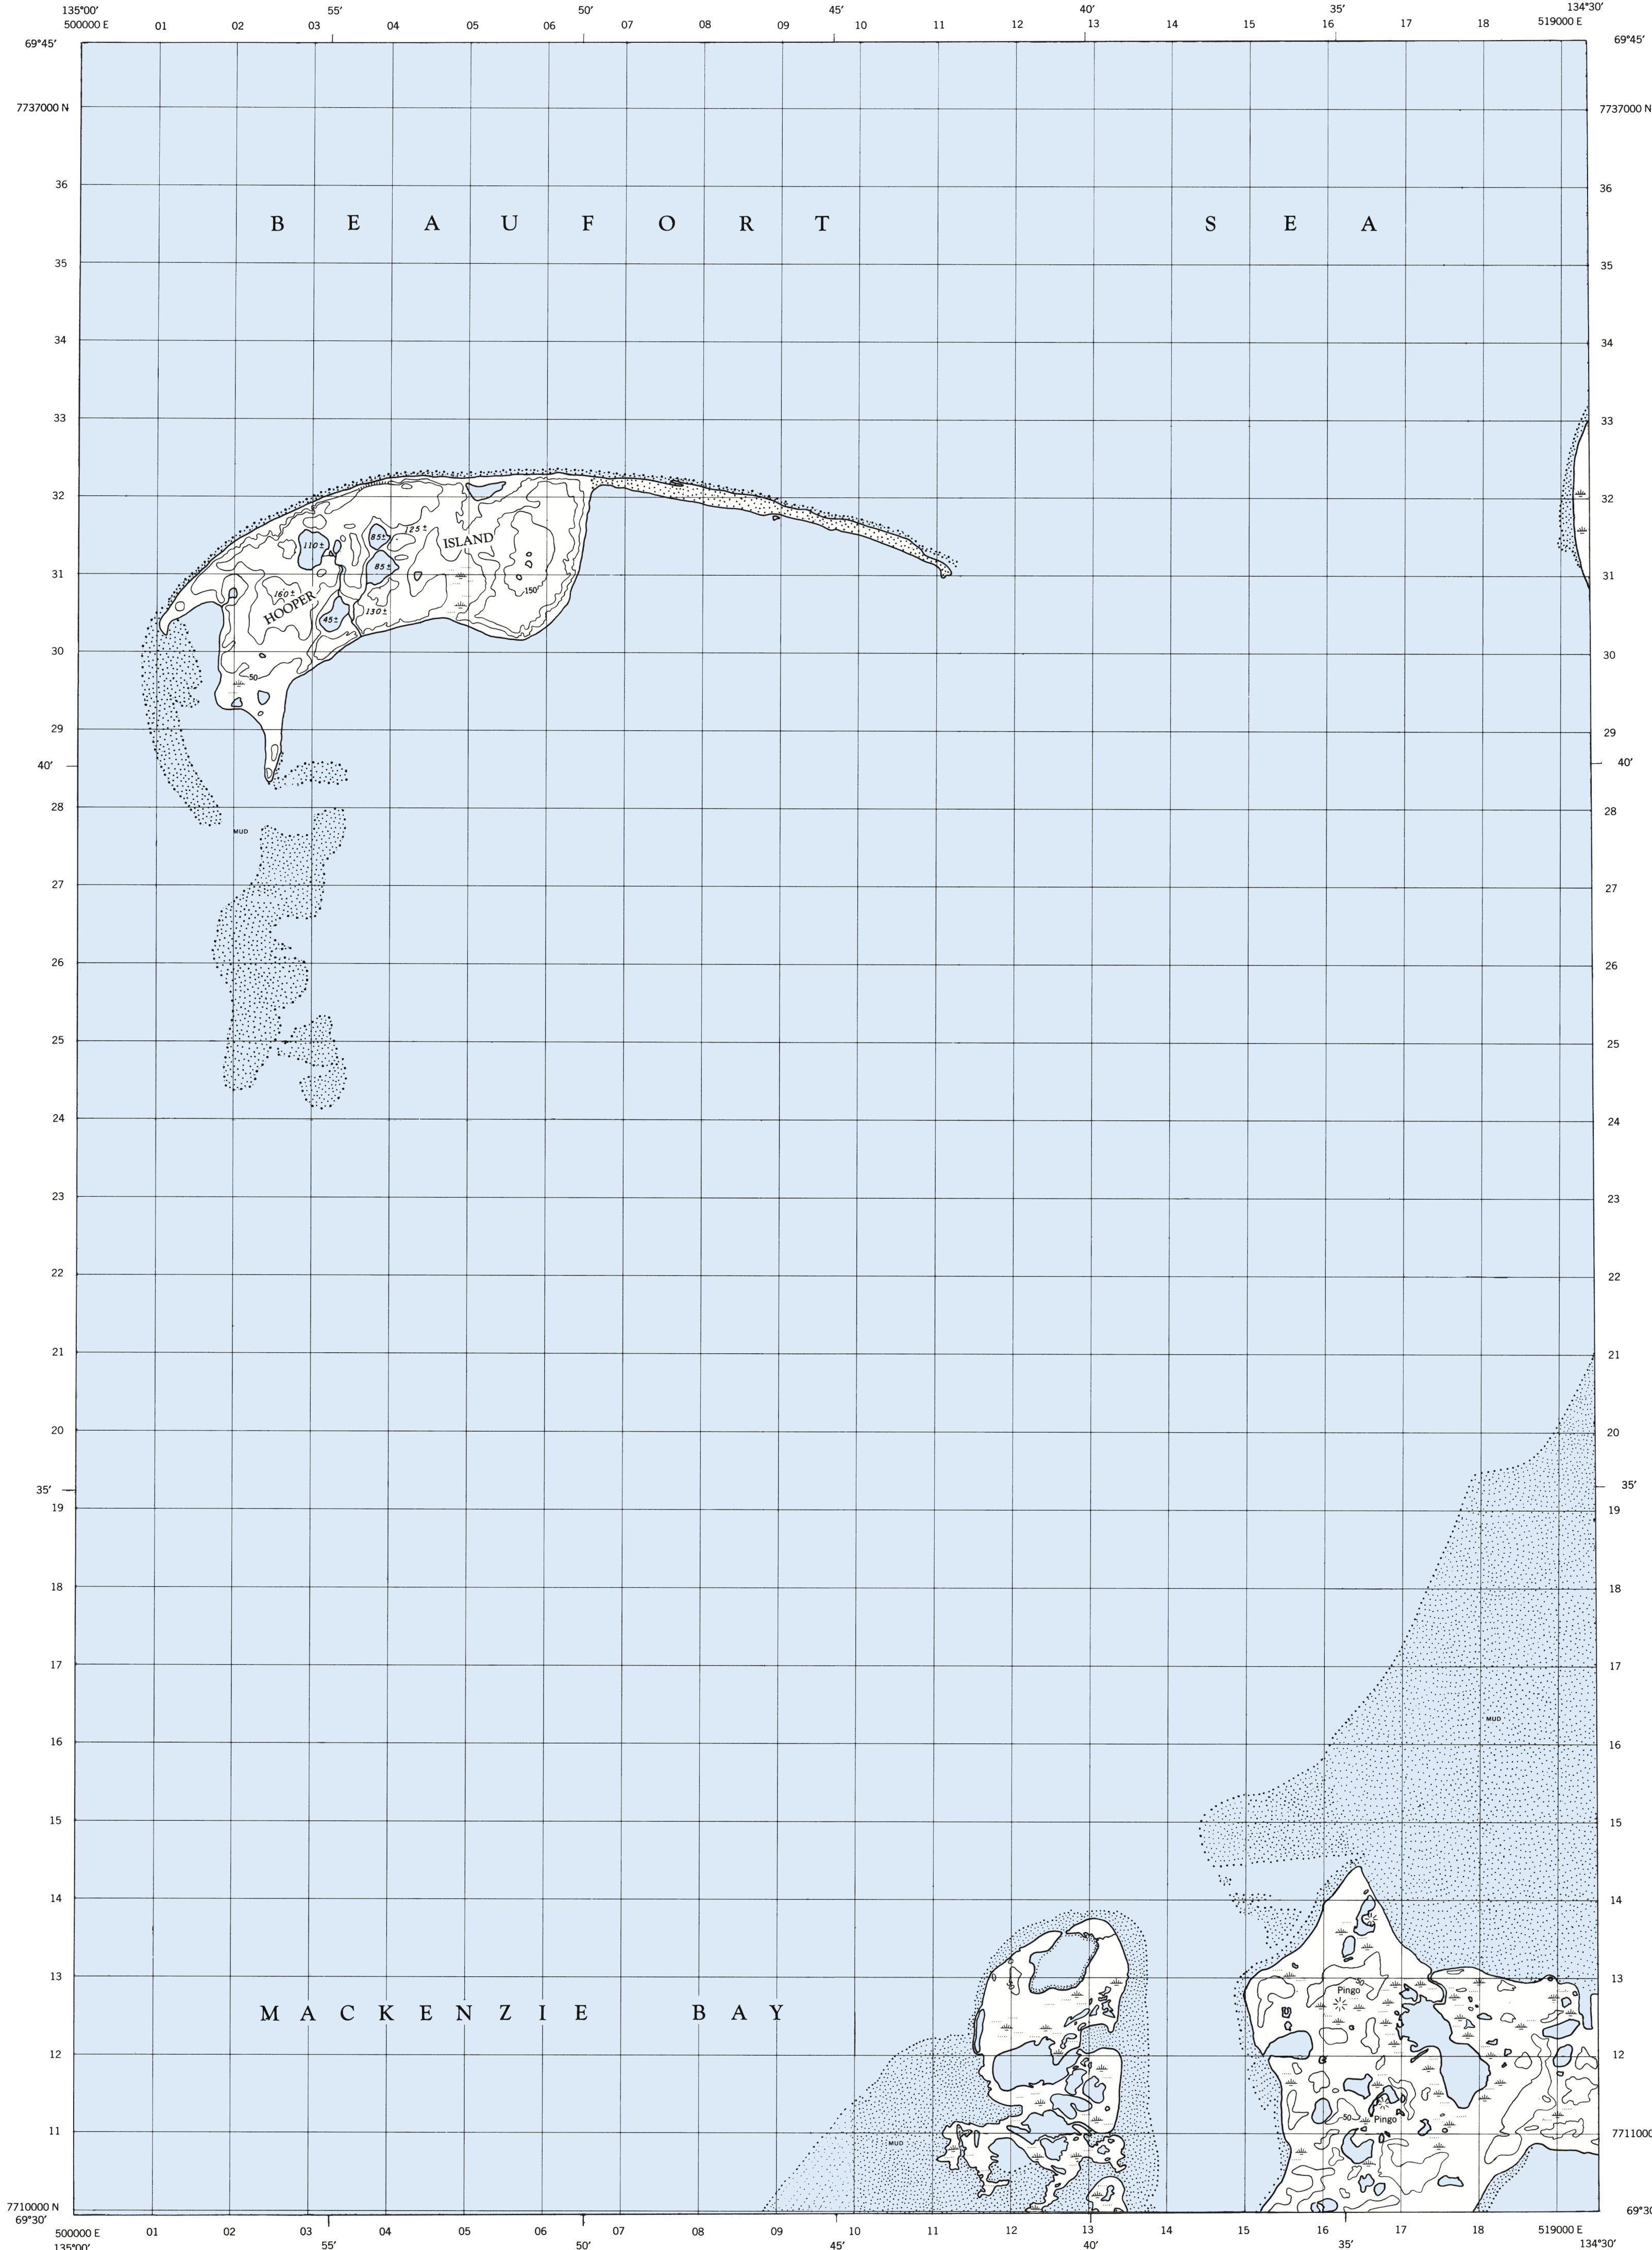 135°00′ 55′ 50′ 45′ 40′ 35′ 134°30′
500000 E 01 02 03 04 05 06 07 08 09 10 11 12 13 14 15 16 17 18 519000 E
69°45′ 69°45′
7737000 N 7737000 N
36 36
B E A U F O R T S E A
35 35
34 34
33 33
32 32
125±
85±
ISLAND
110±
85±
31 31
160±
150
HOOPER
130±
45±
30 30
50
29 29
40′ 40′
28 28
MUD
27 27
26 26
25 25
24 24
23 23
22 22
21 21
20 20
35′ 35′
19 19
18 18
17 17
MUD
16 16
15 15
14 14
13 13
50
Pingo
M A C K E N Z I E B A Y
12 12
50
Pingo
11 7711000
MUD
7710000 N
69°30′ 69°30
500000 E 01 02 03 04 05 06 07 08 09 10 11 12 13 14 15 16 17 18 519000 E
135°00′ 55′ 50′ 45′ 40′ 35′ 134°30′